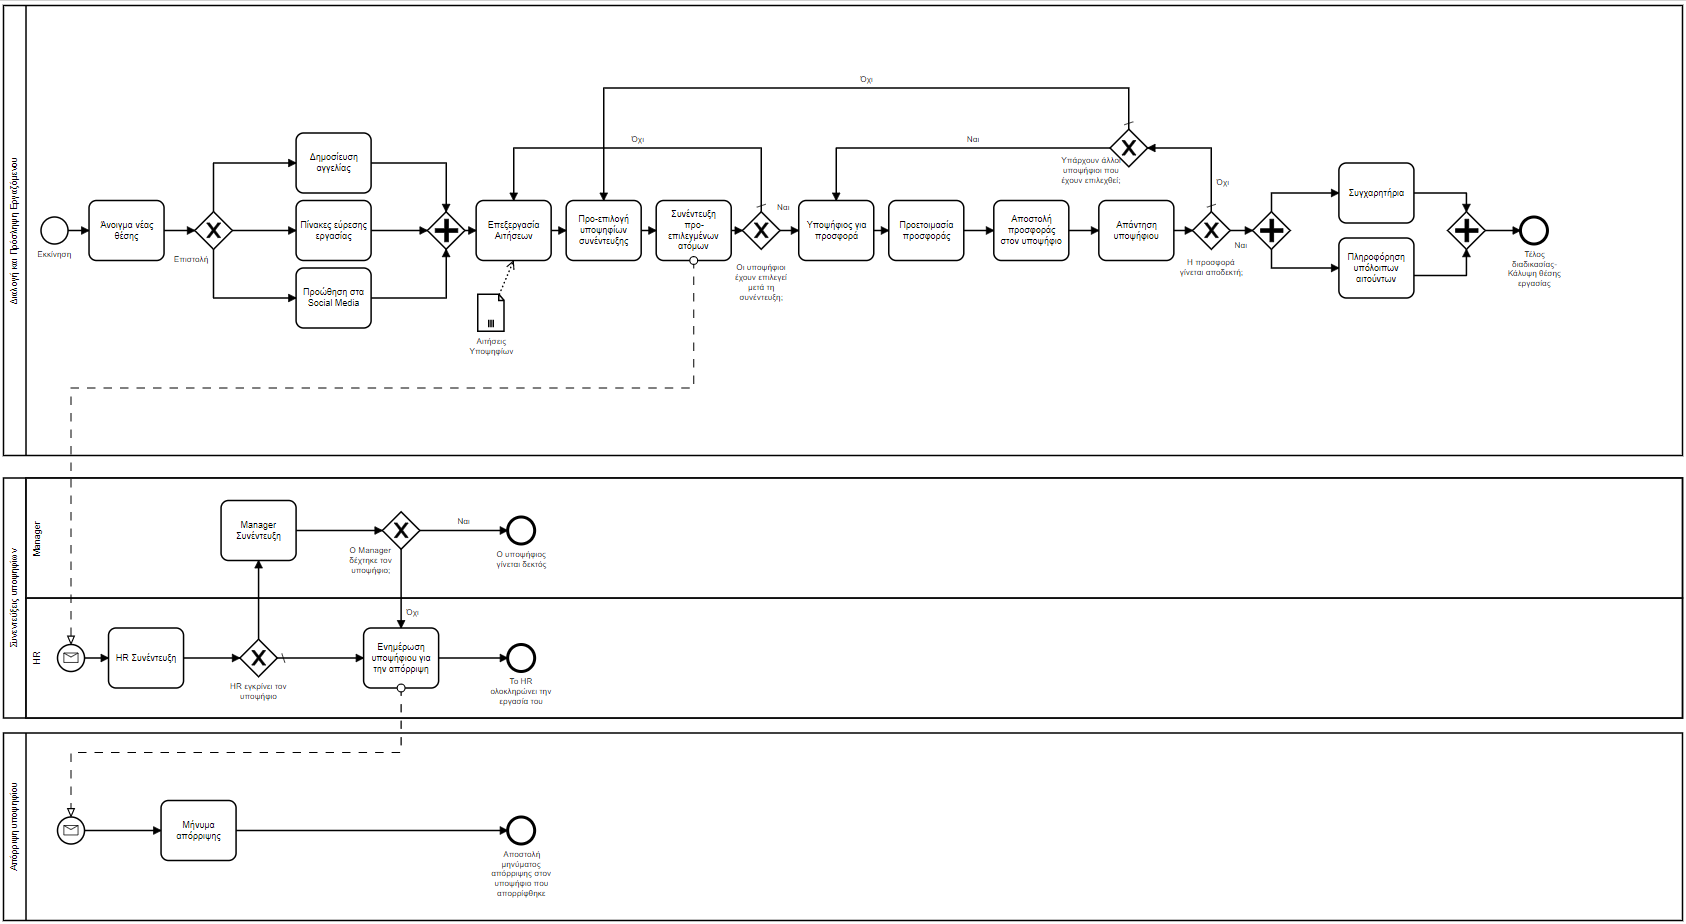 Διαλογή και Πρόσληψη Εργαζόμενου
Εκκίνηση
Άνοιγμα νέας
θέσης
Επιστολή
Δημοσίευση
αγγελίας
Πίνακες εύρεσης
εργασίας
Προώθηση στα
Social Media
Επεξεργασία
Αιτήσεων
Αιτήσεις
Υποψηφίων
Προ-επιλογή
υποψηφίων
συνέντευξης
Συνέντευξη
προ-
επιλεγμένων
ατόμων
Όχι
Όχι
Ναι
Οι υποψήφιοι
έχουν επιλεγεί
μετά τη
συνέντευξη;
Υποψήφιος για
προσφορά
Προετοιμασία
προσφοράς
Αποστολή
προσφοράς
στον υποψήφιο
Απάντηση
υποψήφιου
Ναι
Υπάρχουν άλλοι
υποψήφιοι που
έχουν επιλεχθεί;
Όχι
Ναι
Η προσφορά
γίνεται αποδεκτή;
Συγχαρητήρια
Πληροφόρηση
υπόλοιπων
αιτούντων
Τέλος
διαδικασίας-
Κάλυψη θέσης
εργασίας
Συνεντεύξεις υποψηφίων
Manager
Manager
Συνέντευξη
Ο Manager
δέχτηκε τον
υποψήφιο;
Ναι
Ο υποψήφιος
γίνεται δεκτός
Όχι
HR
HR Συνέντευξη
HR εγκρίνει τον
υποψήφιο
Ενημέρωση
υποψήφιου για
την απόρριψη
Το HR
ολοκληρώνει την
εργασία του
Απόρριψη υποψηφίου
Μήνυμα
απόρριψης
Αποστολή
μηνύματος
απόρριψης στον
υποψήφιο που
απορρίφθηκε